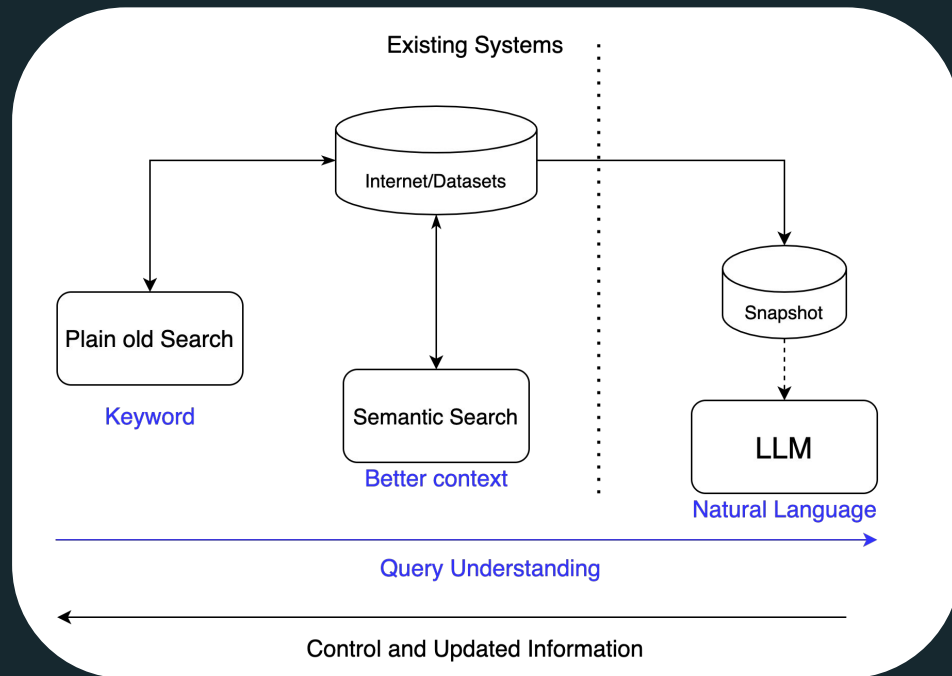 Existing Systems
Internet/Datasets
Snapshot
Plain old Search
Keyword
Semantic Search
Better context
LLM
Natural Language
Query Understanding
Control and Updated Information